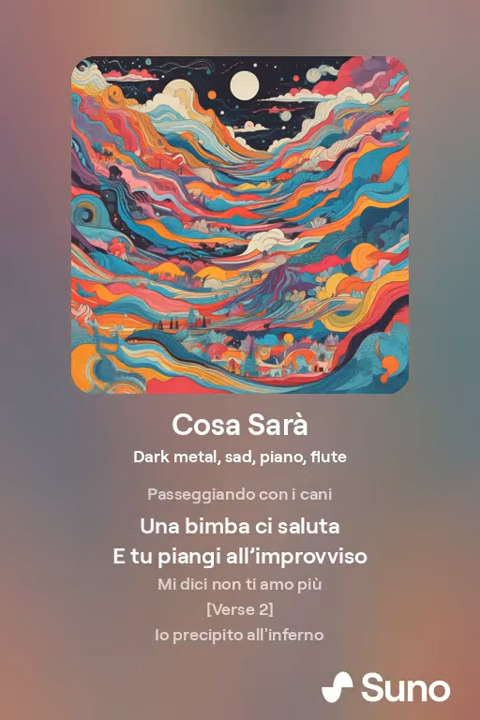 Cosa Sarà
Dark metal, sad, piano, flute
Passeggiando con i cani
Una bimba ci saluta
E tu piangi all’improvviso
Mi dici non ti amo più
[Verse 2]
Io precipito all'inferno
Suno